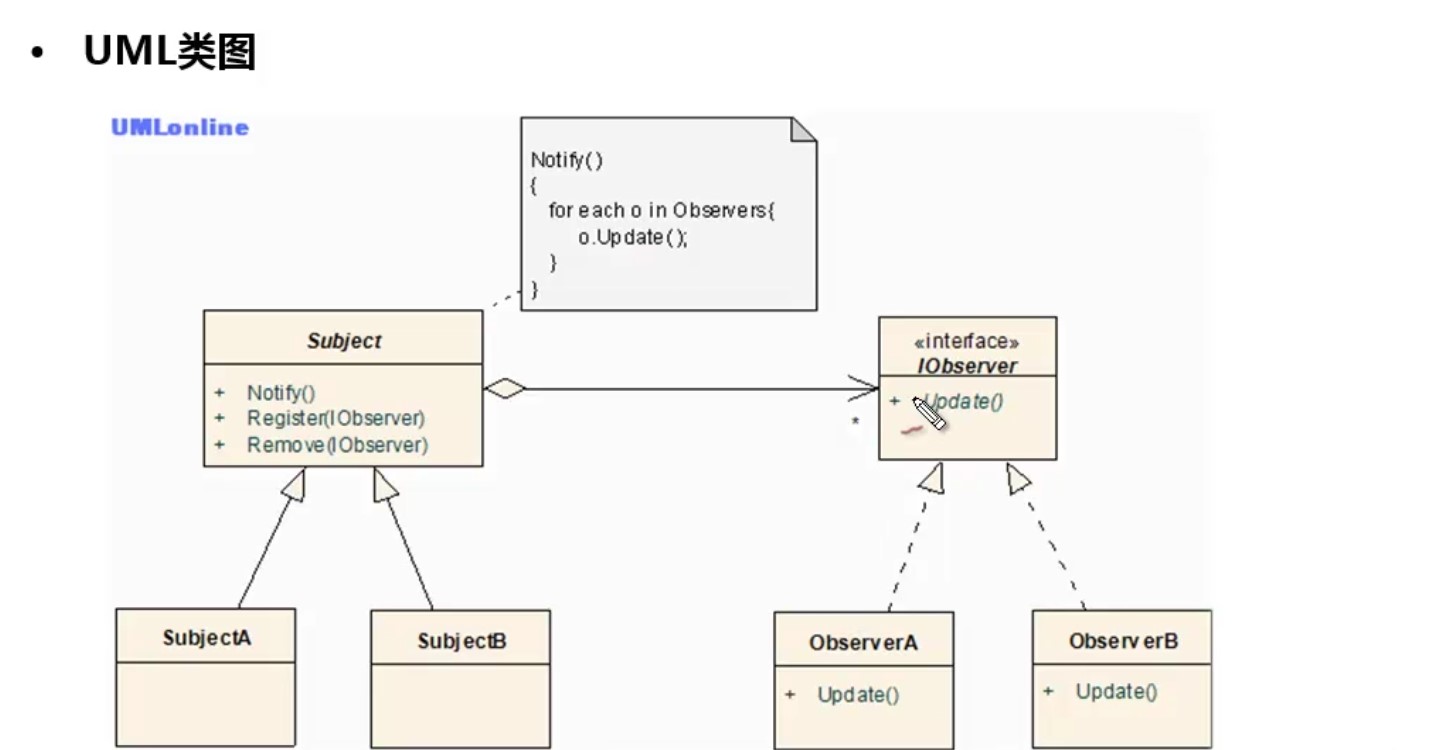 • UML类图
UMLonline
Notify()
{
for each o in Observers{
o.Update();
}
}
Subject
+ Notify()
+ Register(IObserver)
+ Remove(IObserver)
«interface»
IObserver
+ Update()
*
SubjectA
SubjectB
ObserverA
+ Update()
ObserverB
+ Update()